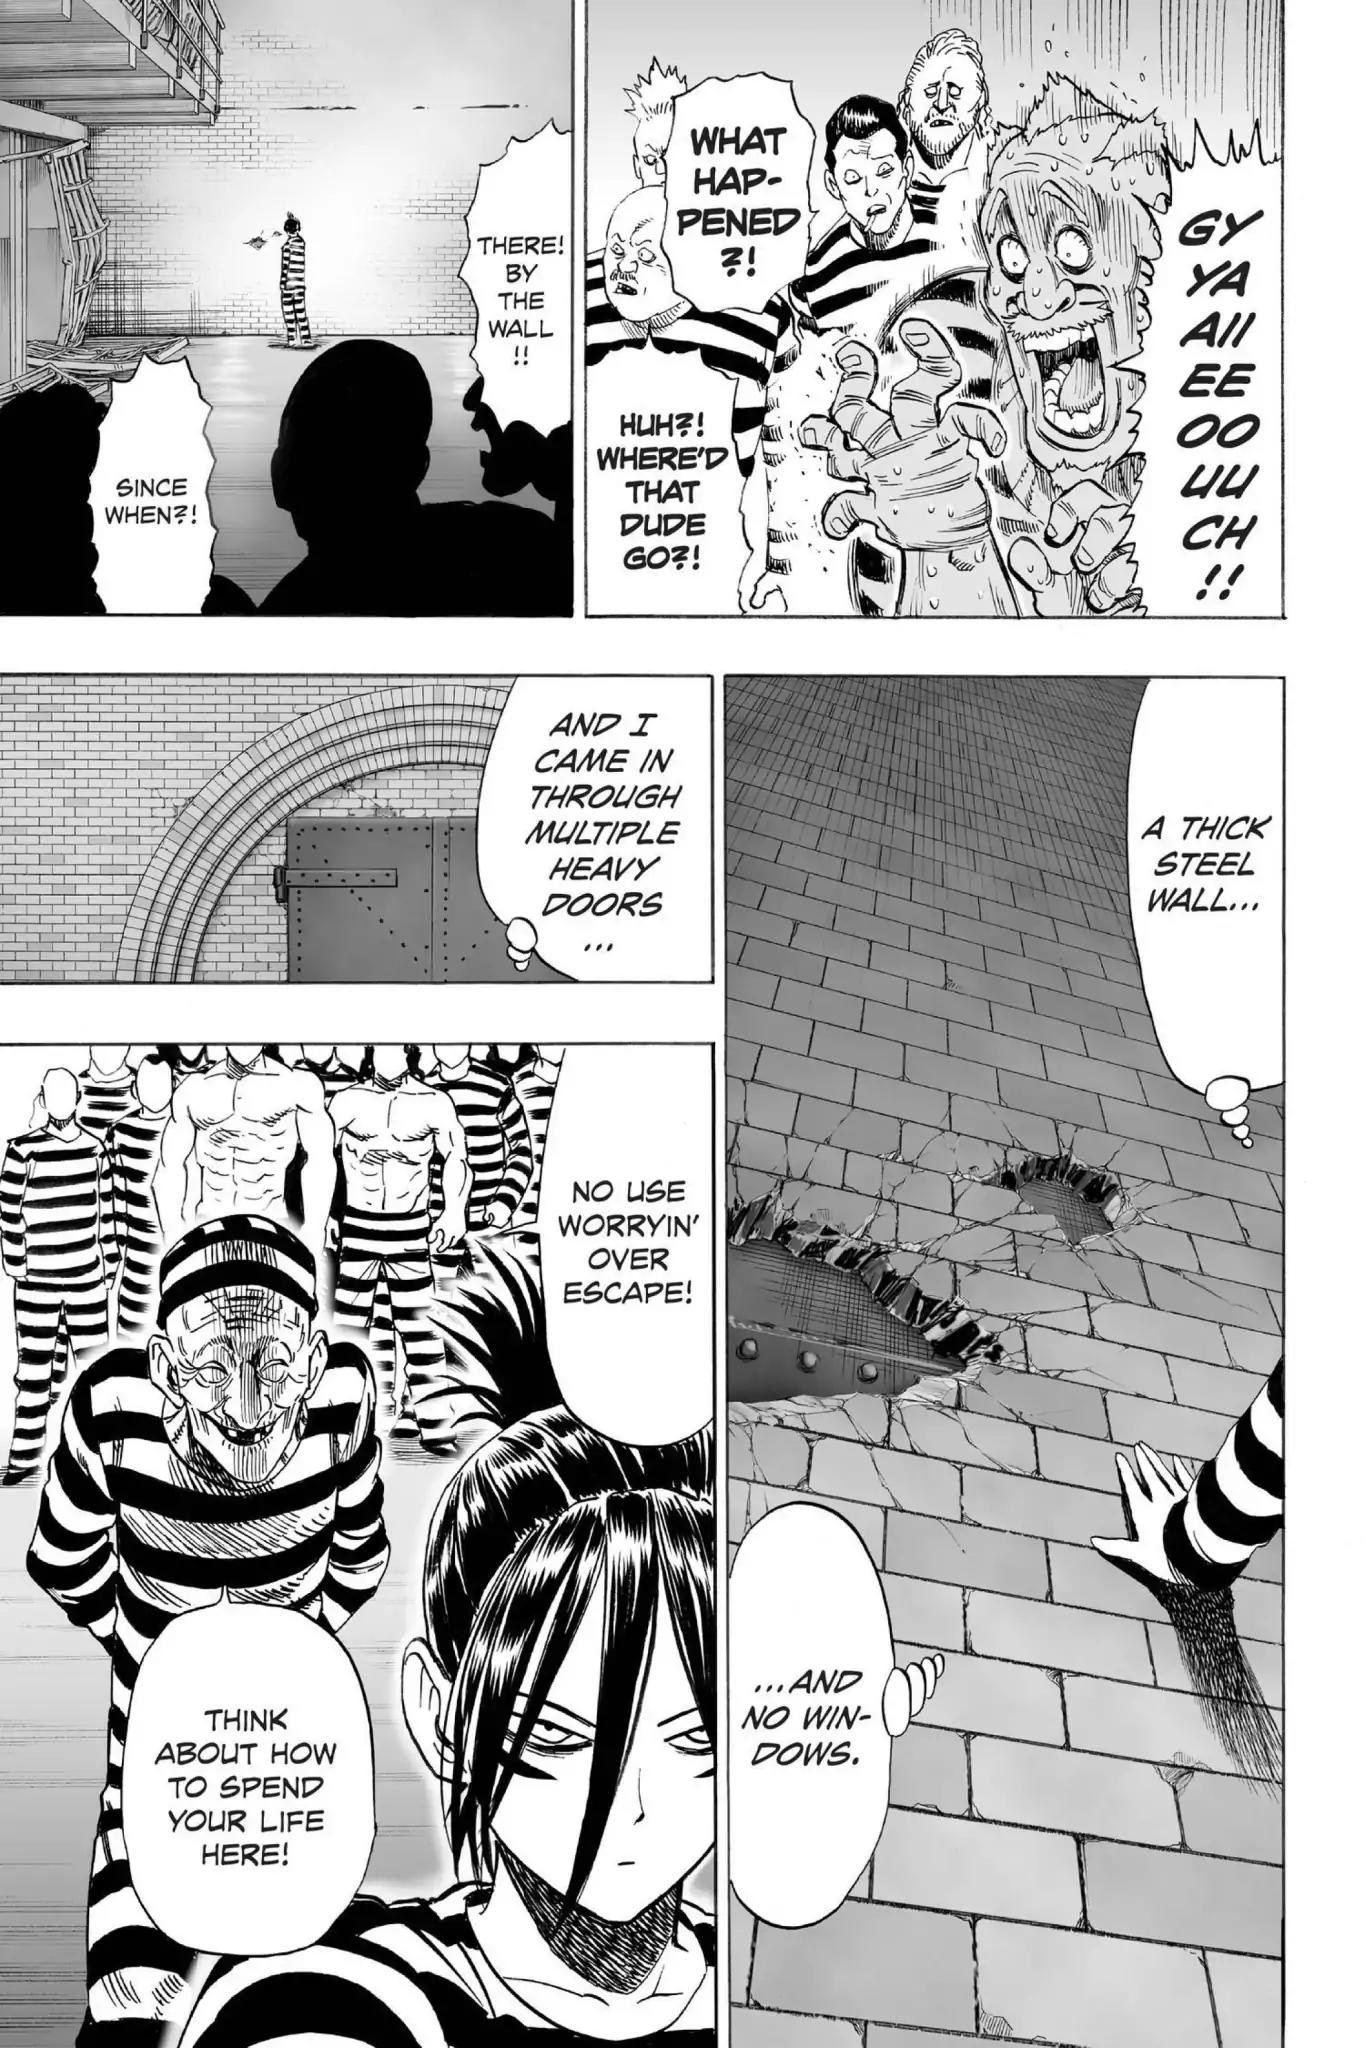 WHAT
HAP-
PENED
?!
GY
YA
AII
EE
OO
UU
CH
!!
HUH?!
WHERE'D
THAT
DUDE
GO?!
THERE!
BY
THE
WALL
!!
SINCE
WHEN?!
A THICK
STEEL
WALL...
...AND
NO WIN-
DOWS.
AND I
CAME IN
THROUGH
MULTIPLE
HEAVY
DOORS
...
NO USE
WORRYIN'
OVER
ESCAPE!
THINK
ABOUT HOW
TO SPEND
YOUR LIFE
HERE!